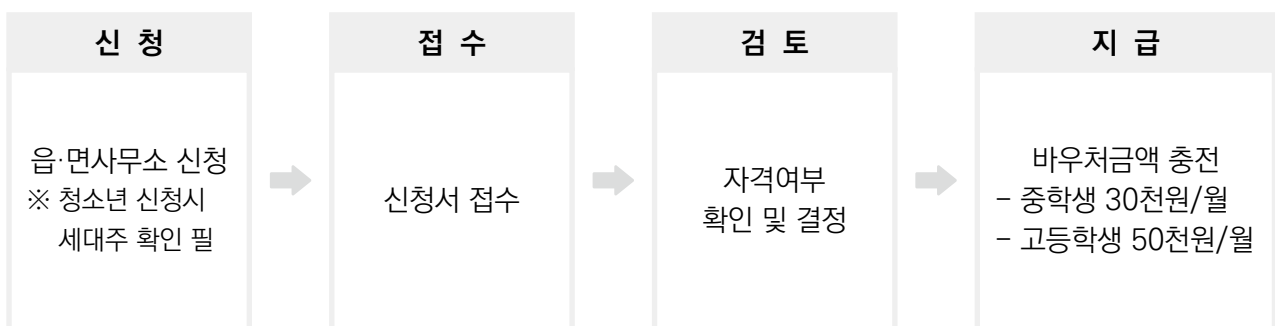 신 청
읍·면사무소 신청
※ 청소년 신청시
세대주 확인 필
접 수
신청서 접수
검 토
자격여부
확인 및 결정
지 급
바우처금액 충전
- 중학생 30천원/월
- 고등학생 50천원/월